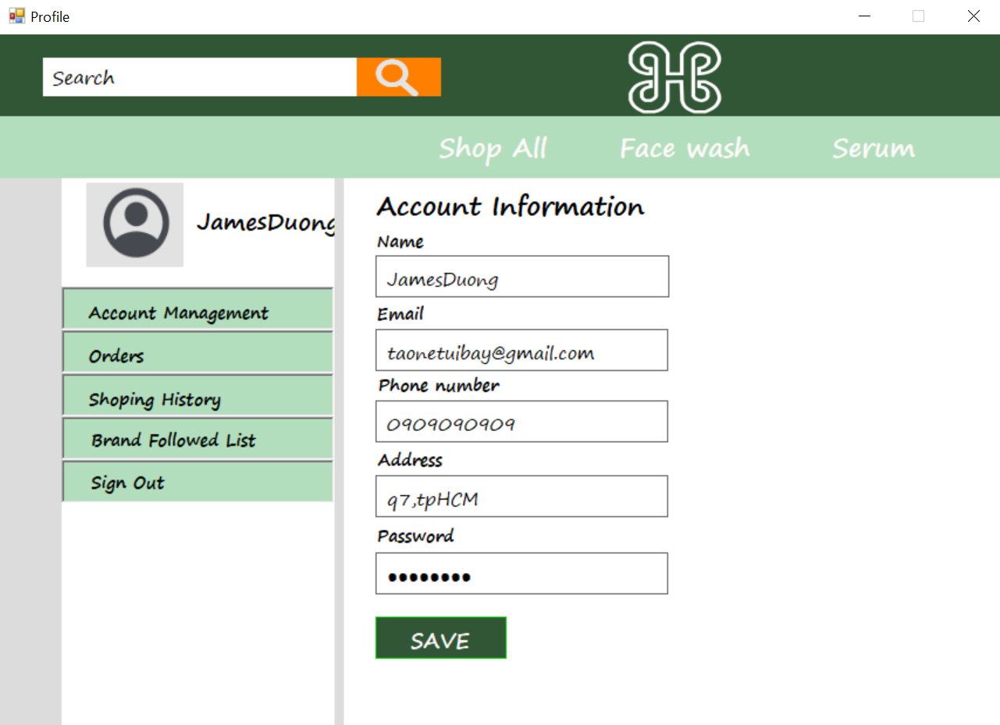 Profile
Search
Shop All Face wash Serum
JamesDuong
Account Management
Orders
Shoping History
Brand Followed List
Sign Out
Account Information
Name
JamesDuong
Email
taonetuibay@gmail.com
Phone number
0909090909
Address
q7,tpHCM
Password
••••••••
SAVE